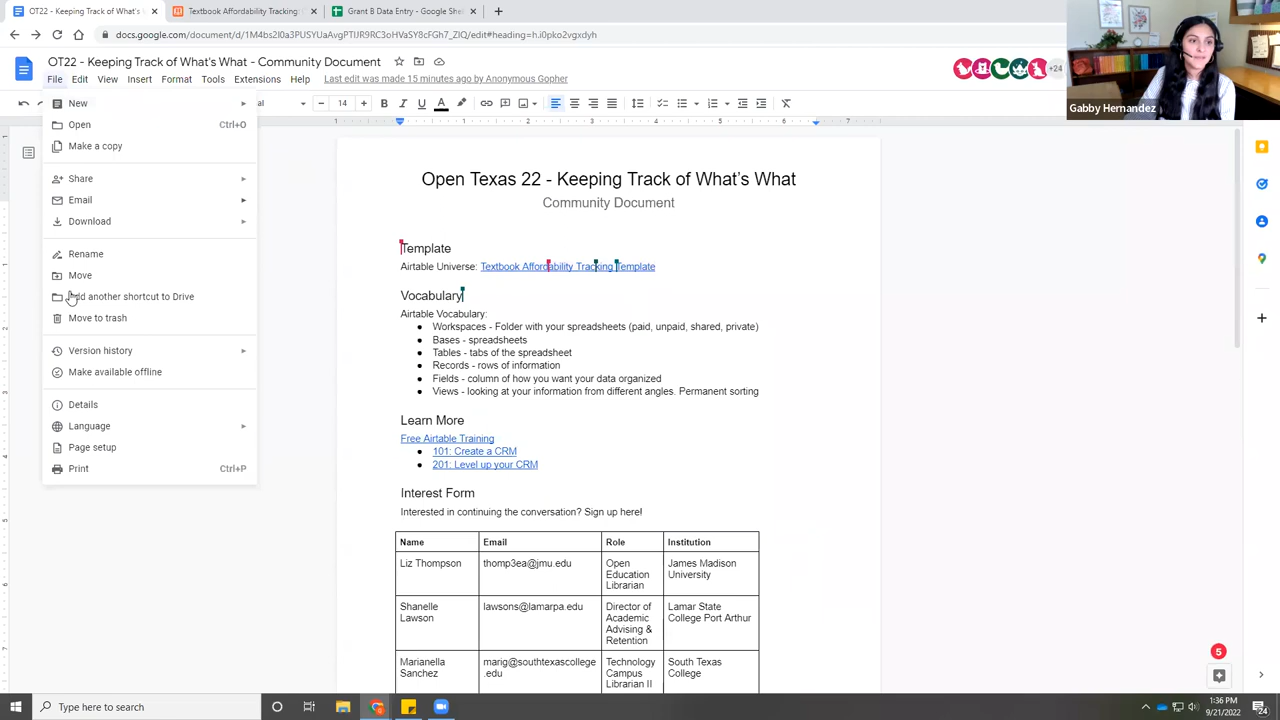 OT22 - Keeping Track of What's W
Textbook Affordability Tracking:
Grant B Data Entry - Google She
docs.google.com/document/d/1M4bs2I0a3PUSYUaAvgPTIJR9RC3oHVaSY8cFGh7_ZIQ/edit#heading=h.i0pko2vgxdyh
OT22 - Keeping Track of What's What - Community Document
File Edit View Insert Format Tools Extensions Help Last edit was made 15 minutes ago by Anonymous Gopher
+24
Gabby Hernandez
14
New
Open Ctrl+O
Make a copy
Share
Email
Download
Rename
Move
Add another shortcut to Drive
Move to trash
Version history
Make available offline
Details
Language
Page setup
Print Ctrl+P
Open Texas 22 - Keeping Track of What's What
Community Document
Template
Airtable Universe: Textbook Affordability Tracking Template
Vocabulary
Airtable Vocabulary:
Workspaces - Folder with your spreadsheets (paid, unpaid, shared, private)
Bases - spreadsheets
Tables - tabs of the spreadsheet
Records - rows of information
Fields - column of how you want your data organized
Views - looking at your information from different angles. Permanent sorting
Learn More
Free Airtable Training
101: Create a CRM
201: Level up your CRM
Interest Form
Interested in continuing the conversation? Sign up here!
Name Email Role Institution
Liz Thompson thomp3ea@jmu.edu Open James Madison
Education University
Librarian
Shanelle lawsons@lamarpa.edu Director of Lamar State
Lawson Academic College Port Arthur
Advising &
Retention
Marianella marig@southtexascollege Technology South Texas
Sanchez .edu Campus College
Librarian II
5
Type here to search
1:36 PM
9/21/2022
24